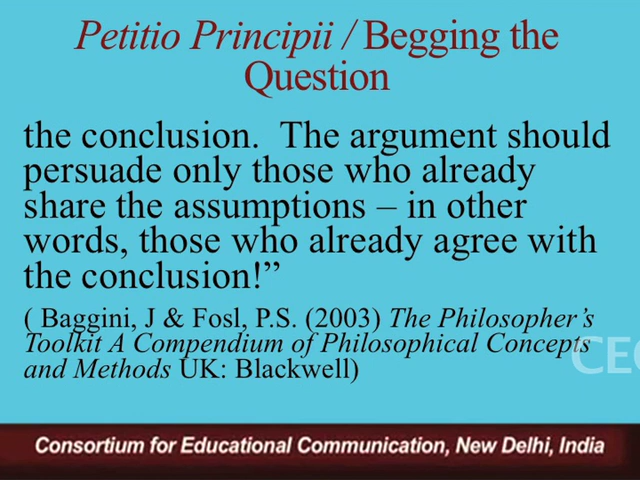 Petitio Principii / Begging the
Question
the conclusion.  The argument should
persuade only those who already
share the assumptions – in other
words, those who already agree with
the conclusion!”
( Baggini, J & Fosl, P.S. (2003) The Philosopher’s
Toolkit A Compendium of Philosophical Concepts
and Methods UK: Blackwell)
CEC
Consortium for Educational Communication, New Delhi, India